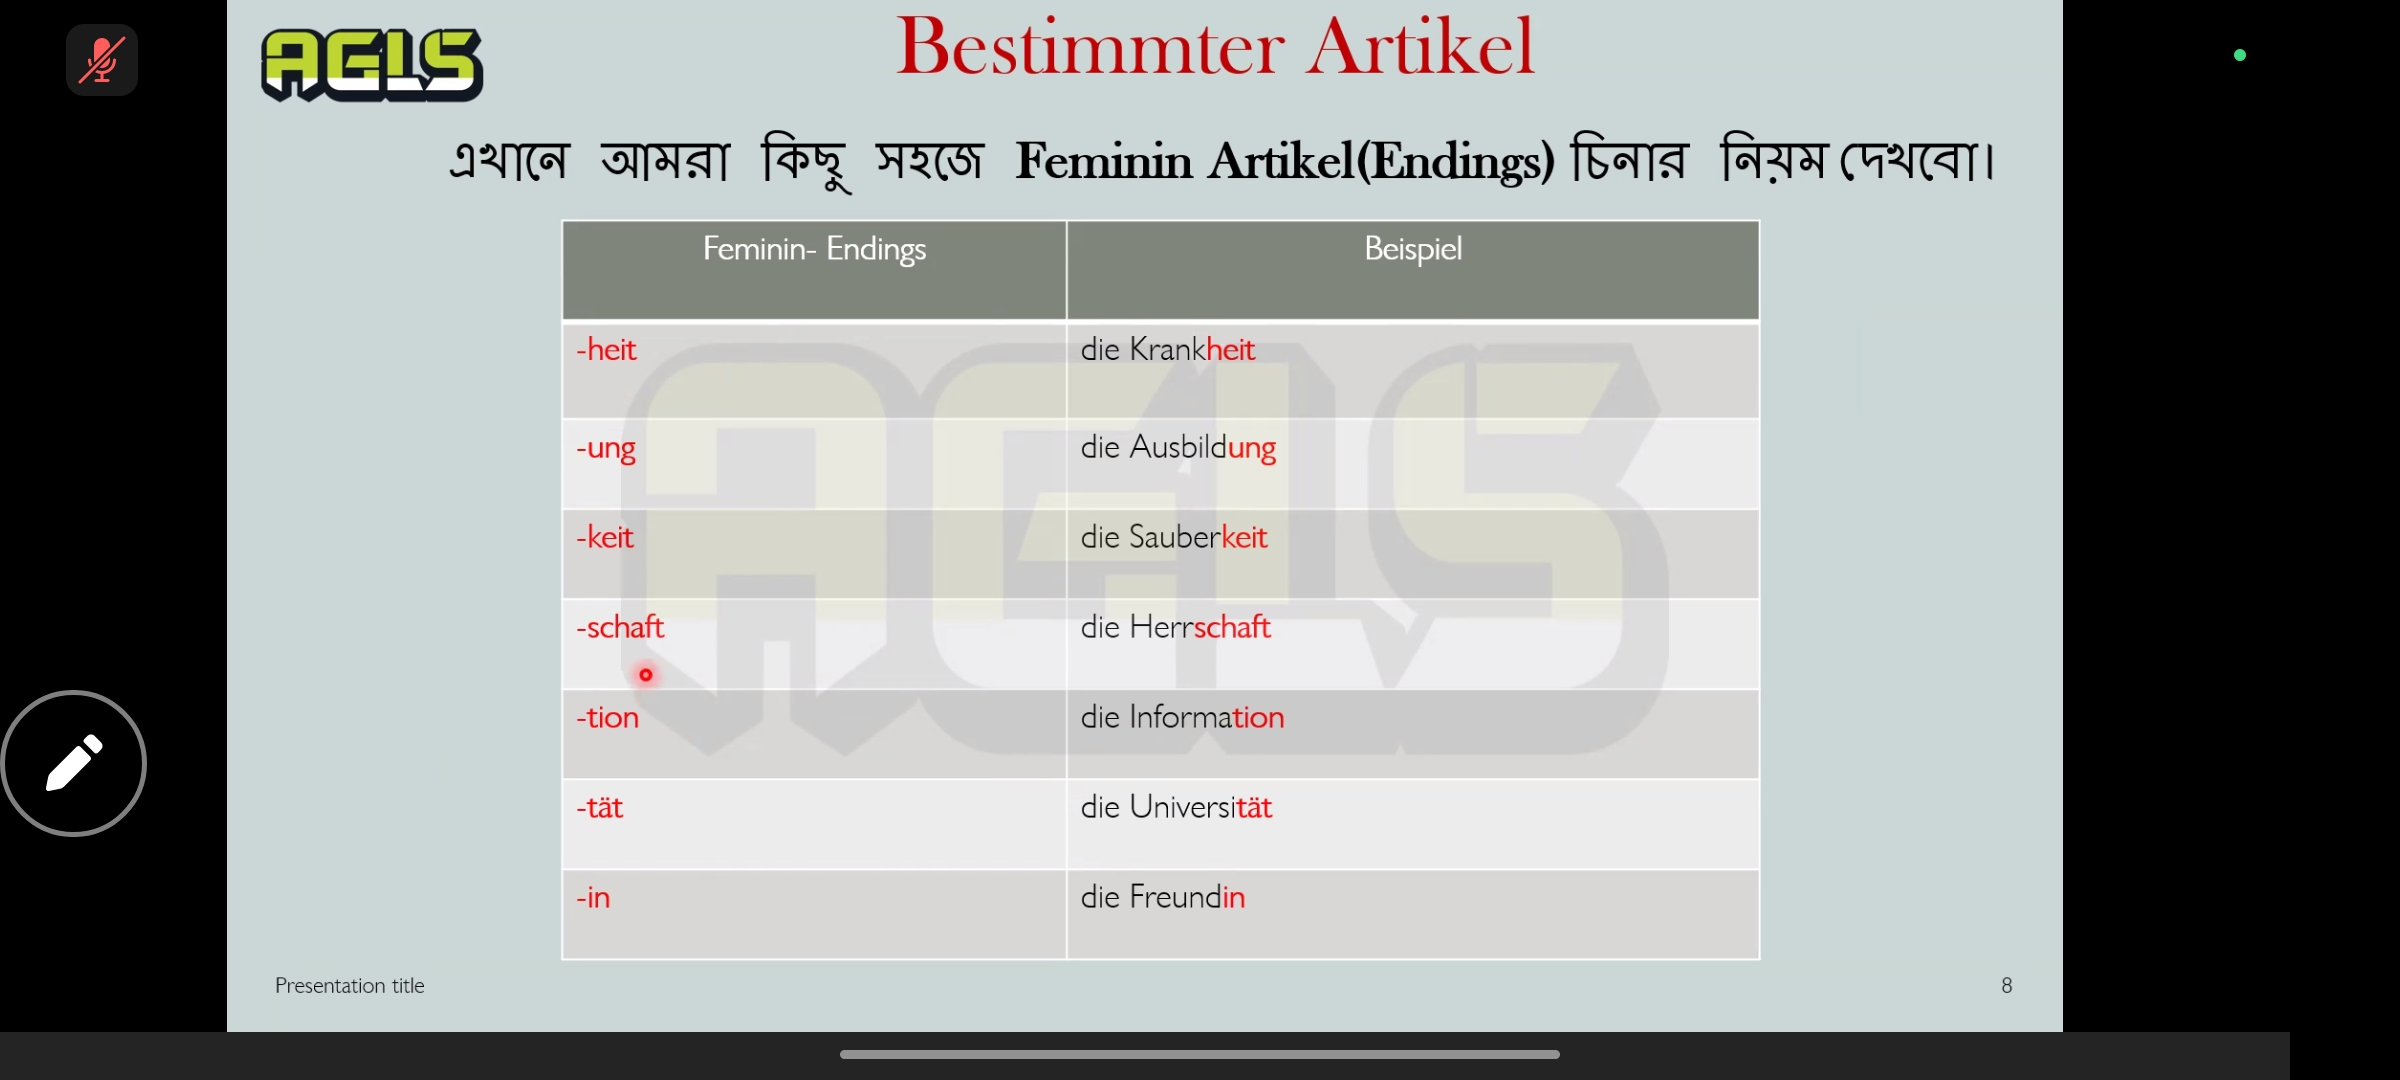 AGLS
Bestimmter Artikel
এখানে আমরা কিছু সহজে Feminin Artikel(Endings) চিনার নিয়ম দেখবো।
Feminin- Endings Beispiel
-heit die Krankheit
-ung die Ausbildung
-keit die Sauberkeit
-schaft die Herrschaft
-tion die Information
-tät die Universität
-in die Freundin
AGLS
Presentation title 8